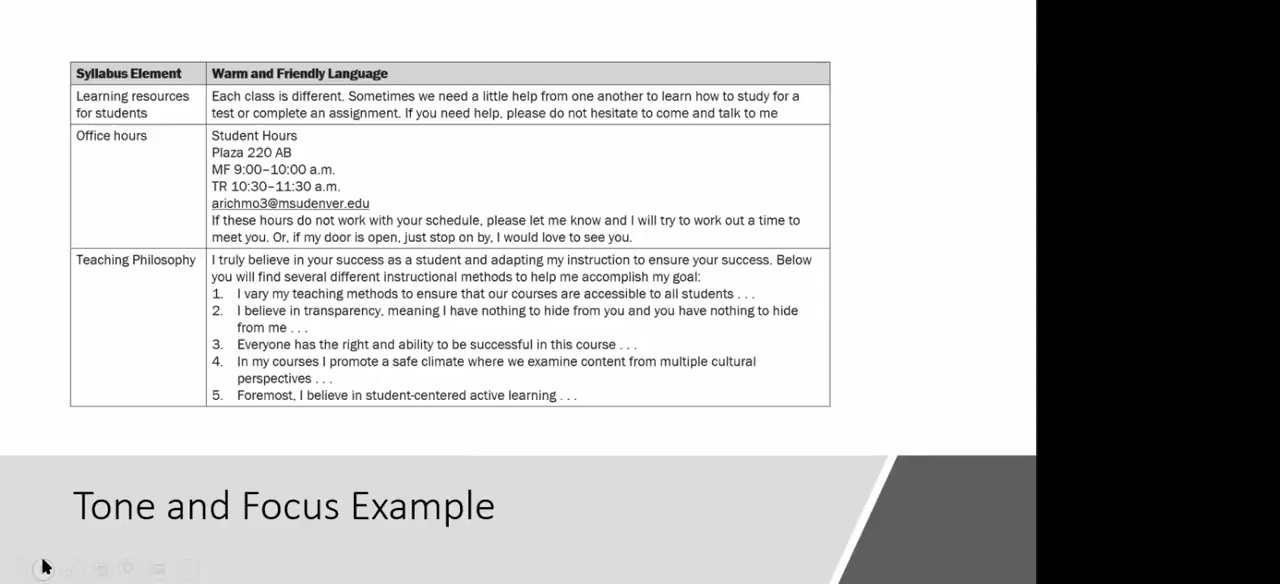 Syllabus Element Warm and Friendly Language
Learning resources for students
Each class is different. Sometimes we need a little help from one another to learn how to study for a
test or complete an assignment. If you need help, please do not hesitate to come and talk to me
Office hours
Student Hours
Plaza 220 AB
MF 9:00–10:00 a.m.
TR 10:30–11:30 a.m.
arichmo3@msudenver.edu
If these hours do not work with your schedule, please let me know and I will try to work out a time to
meet you. Or, if my door is open, just stop on by, I would love to see you.
Teaching Philosophy
I truly believe in your success as a student and adapting my instruction to ensure your success. Below
you will find several different instructional methods to help me accomplish my goal:
1. I vary my teaching methods to ensure that our courses are accessible to all students . . .
2. I believe in transparency, meaning I have nothing to hide from you and you have nothing to hide
from me . . .
3. Everyone has the right and ability to be successful in this course . . .
4. In my courses I promote a safe climate where we examine content from multiple cultural
perspectives . . .
5. Foremost, I believe in student-centered active learning . . .
Tone and Focus Example